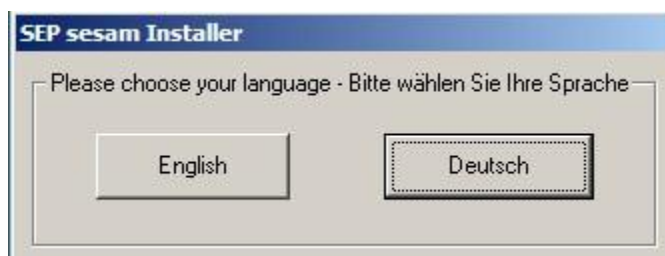 SEP sesam Installer
Please choose your language - Bitte wählen Sie Ihre Sprache
English
Deutsch